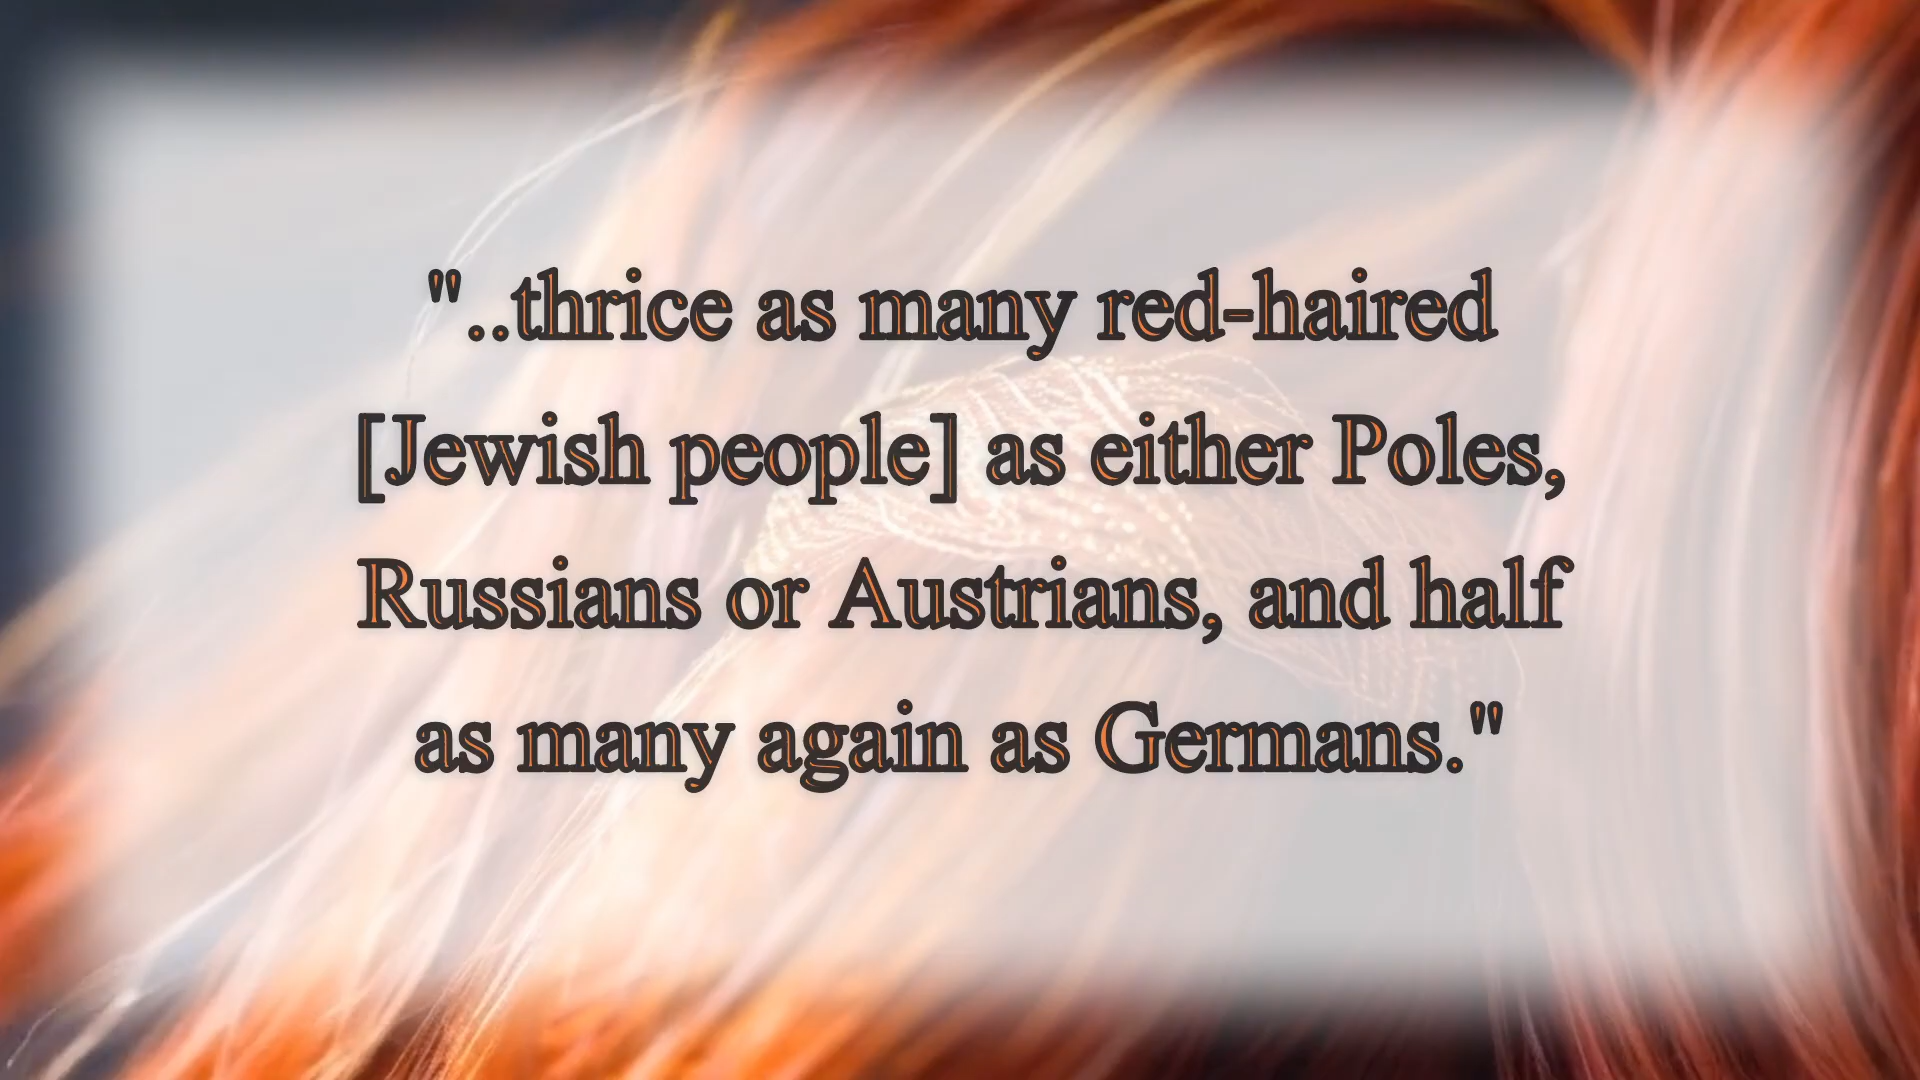 "..thrice as many red-haired
[Jewish people] as either Poles,
Russians or Austrians, and half
as many again as Germans."